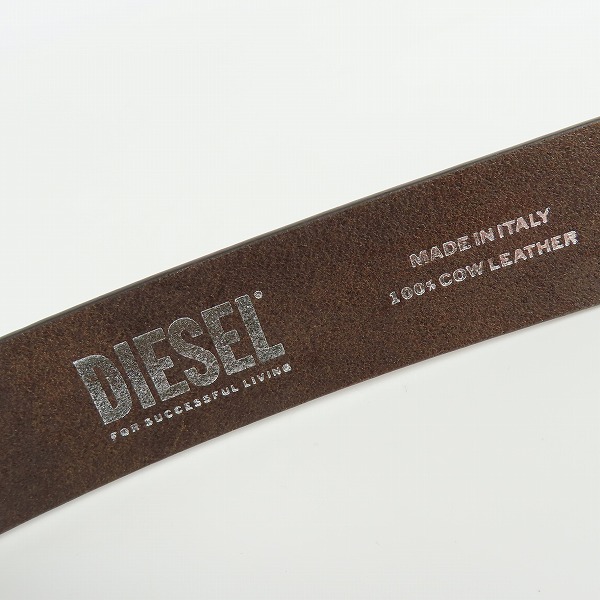 DIESEL®
FOR SUCCESSFUL LIVING
MADE IN ITALY
100% COW LEATHER